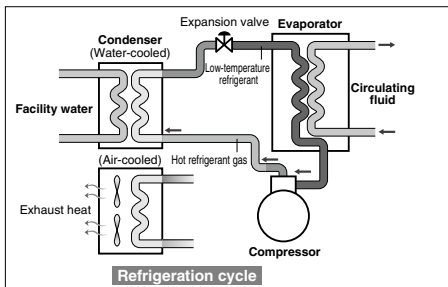 Condenser
(Water-cooled)
Expansion valve
Evaporator
Low-temperature
refrigerant
Facility water
Circulating
fluid
(Air-cooled)
Hot refrigerant gas
Exhaust heat
Compressor
Refrigeration cycle